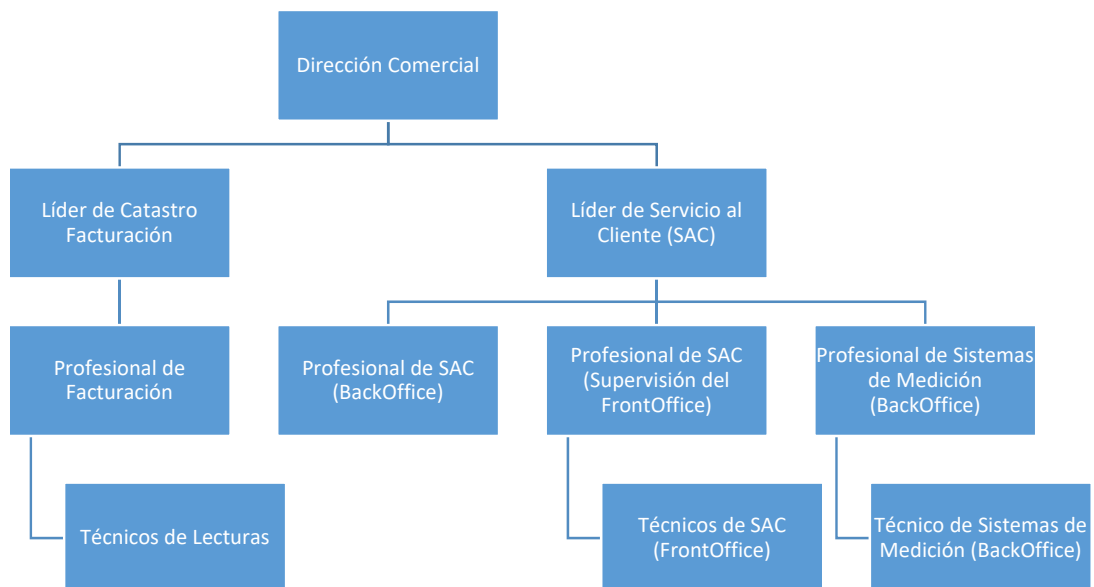 Dirección Comercial
Líder de Catastro
Facturación
Líder de Servicio al
Cliente (SAC)
Profesional de
Facturación
Profesional de SAC
(BackOffice)
Profesional de SAC
(Supervisión del
FrontOffice)
Profesional de Sistemas
de Medición
(BackOffice)
Técnicos de Lecturas
Técnicos de SAC
(FrontOffice)
Técnico de Sistemas de
Medición (BackOffice)